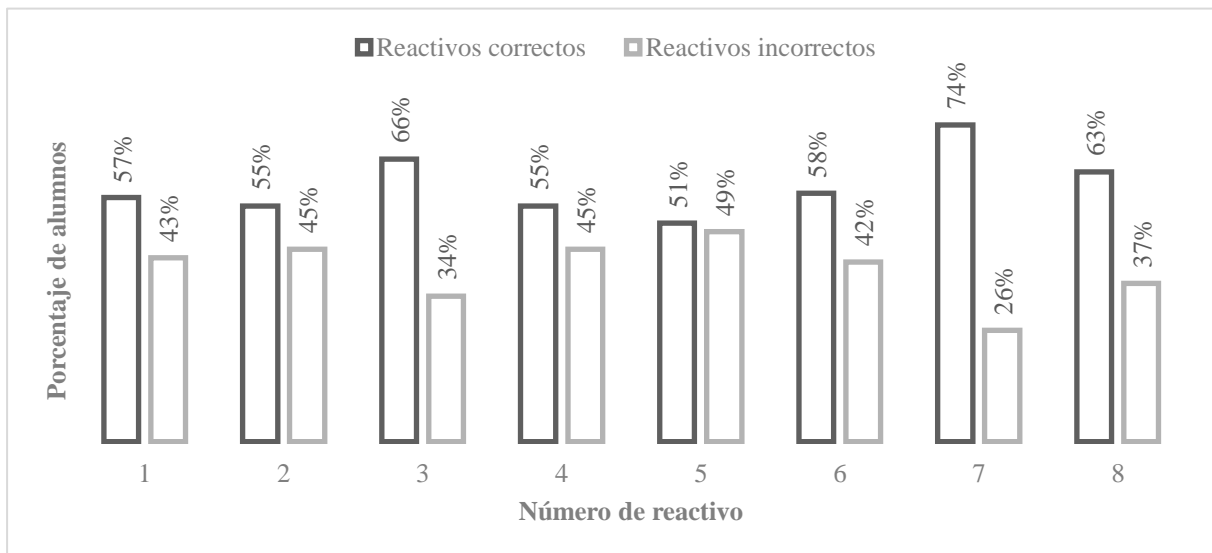 Reactivos correctos Reactivos incorrectos
57% 43% 55% 45% 66% 34% 55% 45% 51% 49% 58% 42% 74% 26% 63% 37%
Porcentaje de alumnos
1 2 3 4 5 6 7 8
Número de reactivo